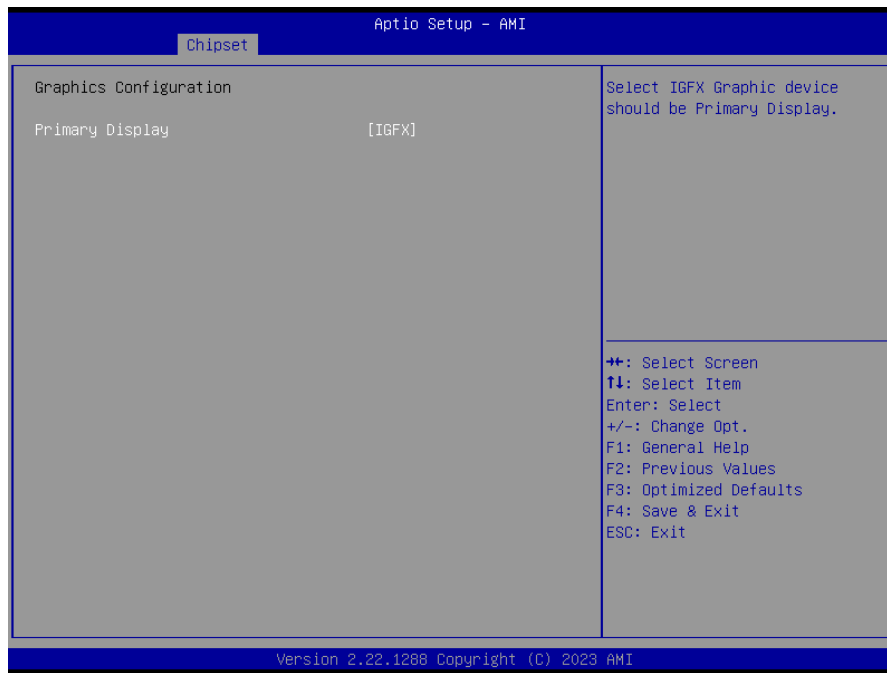 Aptio Setup – AMI
Chipset
Graphics Configuration
Primary Display [IGFX]
Select IGFX Graphic device
should be Primary Display.
→←: Select Screen
↑↓: Select Item
Enter: Select
+/-: Change Opt.
F1: General Help
F2: Previous Values
F3: Optimized Defaults
F4: Save & Exit
ESC: Exit
Version 2.22.1288 Copyright (C) 2023 AMI